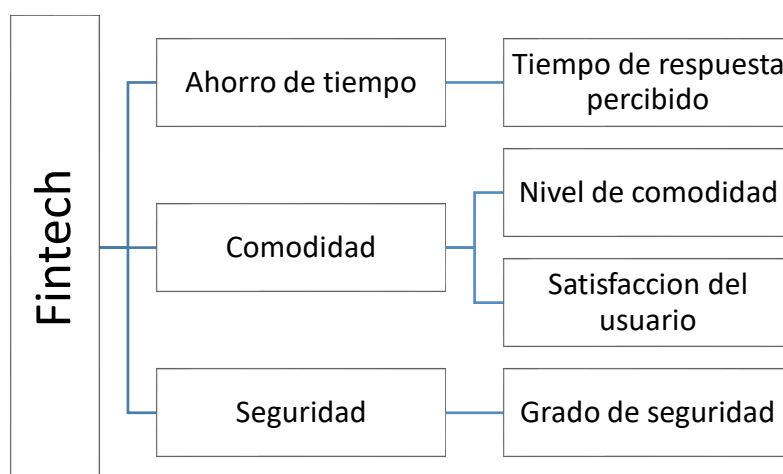 Fintech
Ahorro de tiempo
Tiempo de respuesta
percibido
Comodidad
Nivel de comodidad
Satisfaccion del
usuario
Seguridad
Grado de seguridad